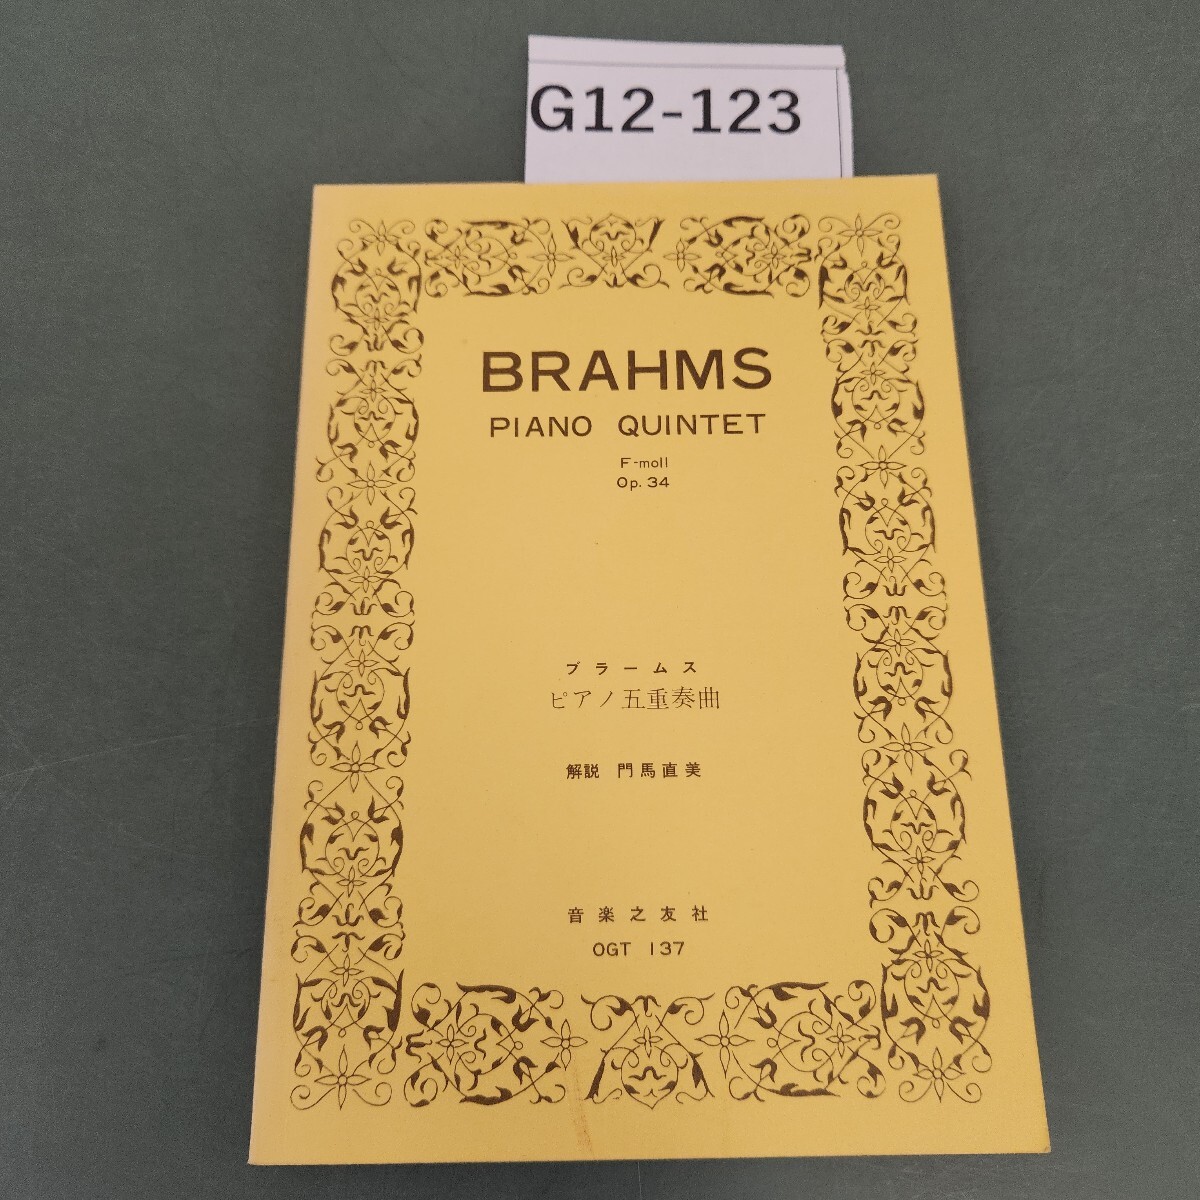 G12-123
BRAHMS
PIANO QUINTET
F-moll
Op. 34
ブラームス
ピアノ五重奏曲
解説 門馬直美
音楽之友社
OGT 137